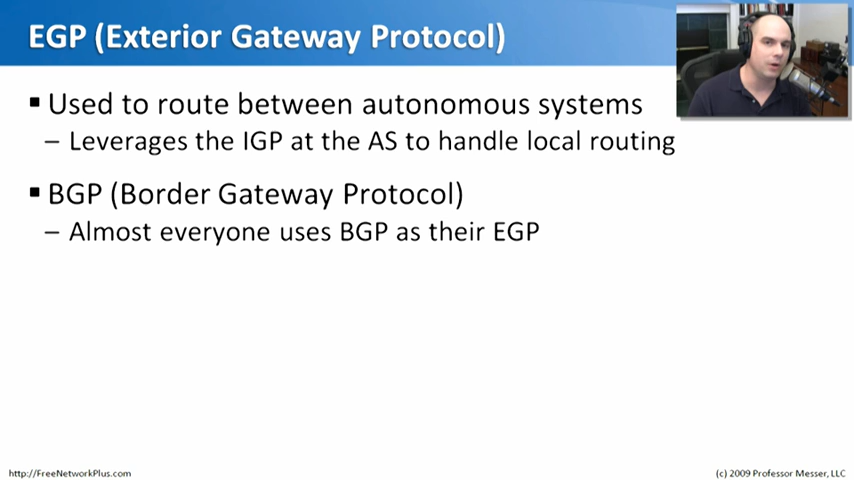 EGP (Exterior Gateway Protocol)
▪ Used to route between autonomous systems
– Leverages the IGP at the AS to handle local routing
▪ BGP (Border Gateway Protocol)
– Almost everyone uses BGP as their EGP
http://FreeNetworkPlus.com
(c) 2009 Professor Messer, LLC